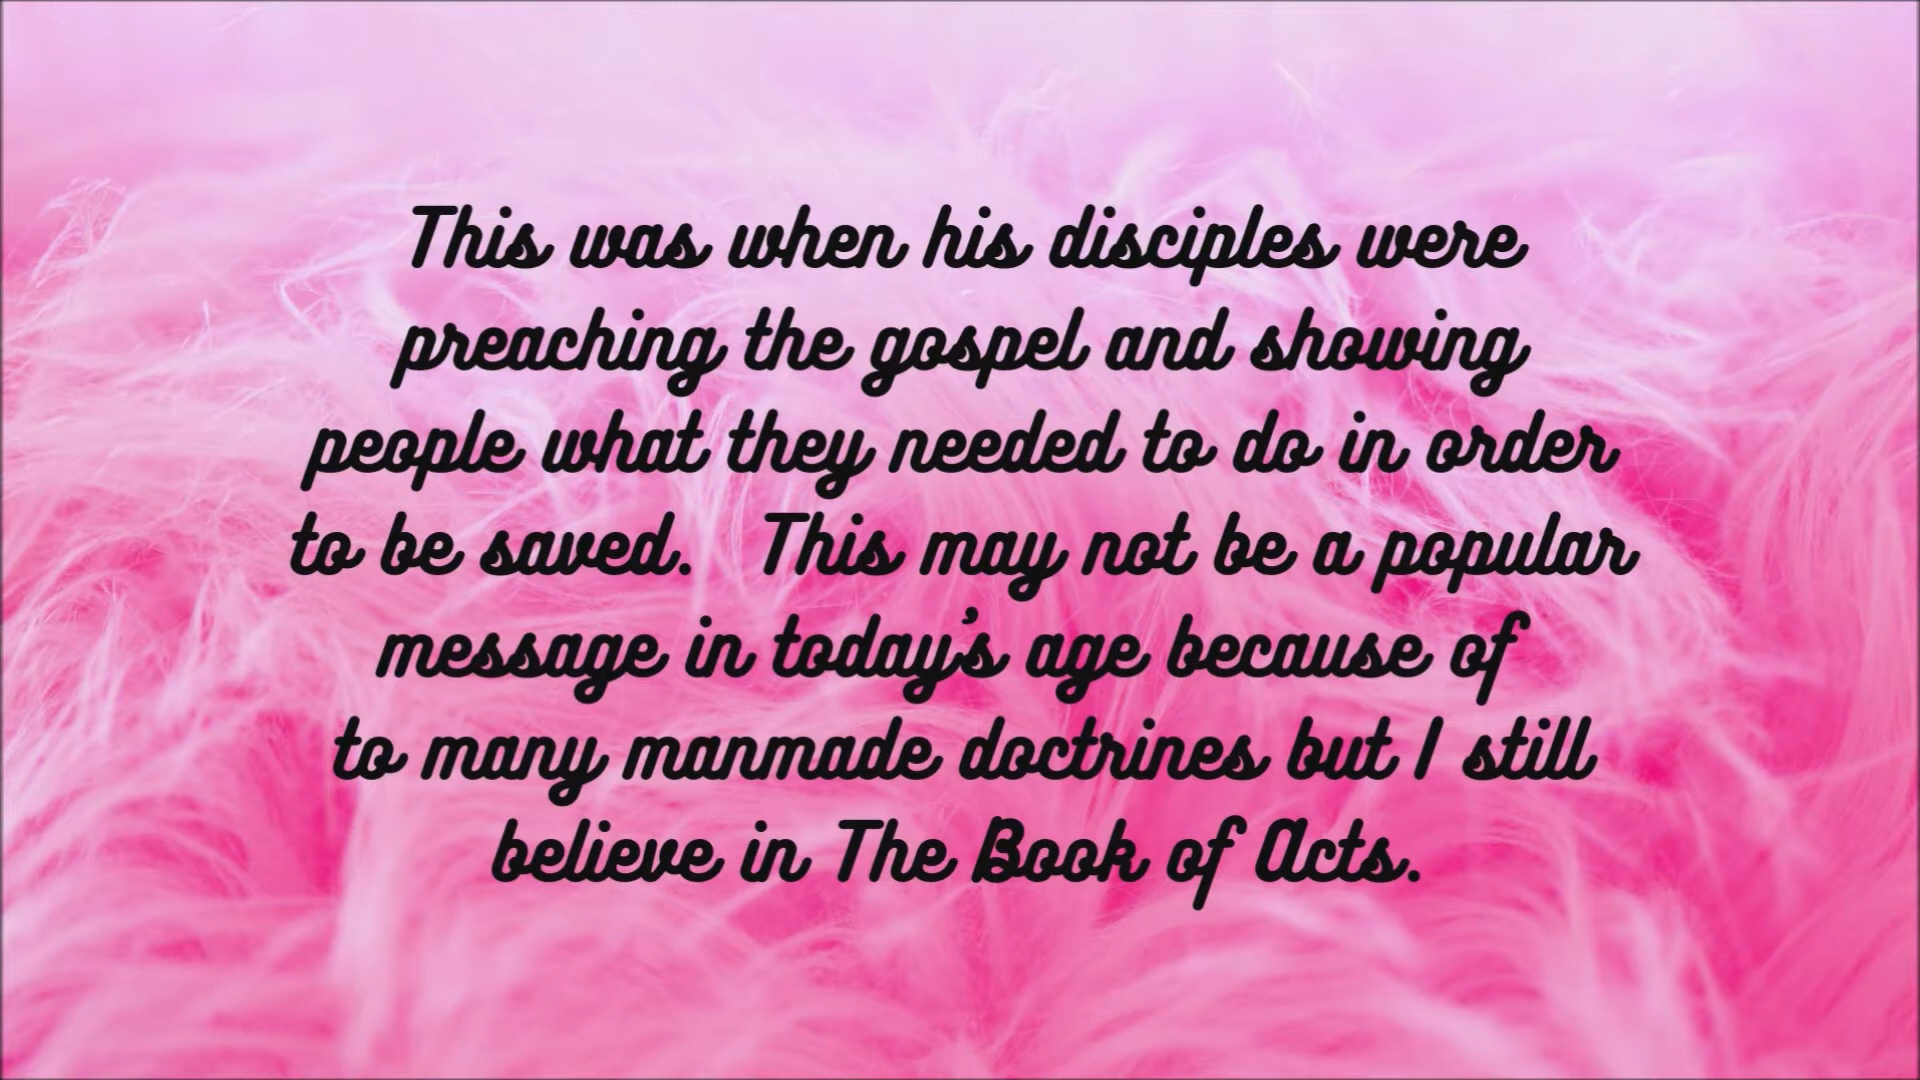 This was when his disciples were
preaching the gospel and showing
people what they needed to do in order
to be saved.  This may not be a popular
message in today's age because of
to many manmade doctrines but I still
believe in The Book of Acts.